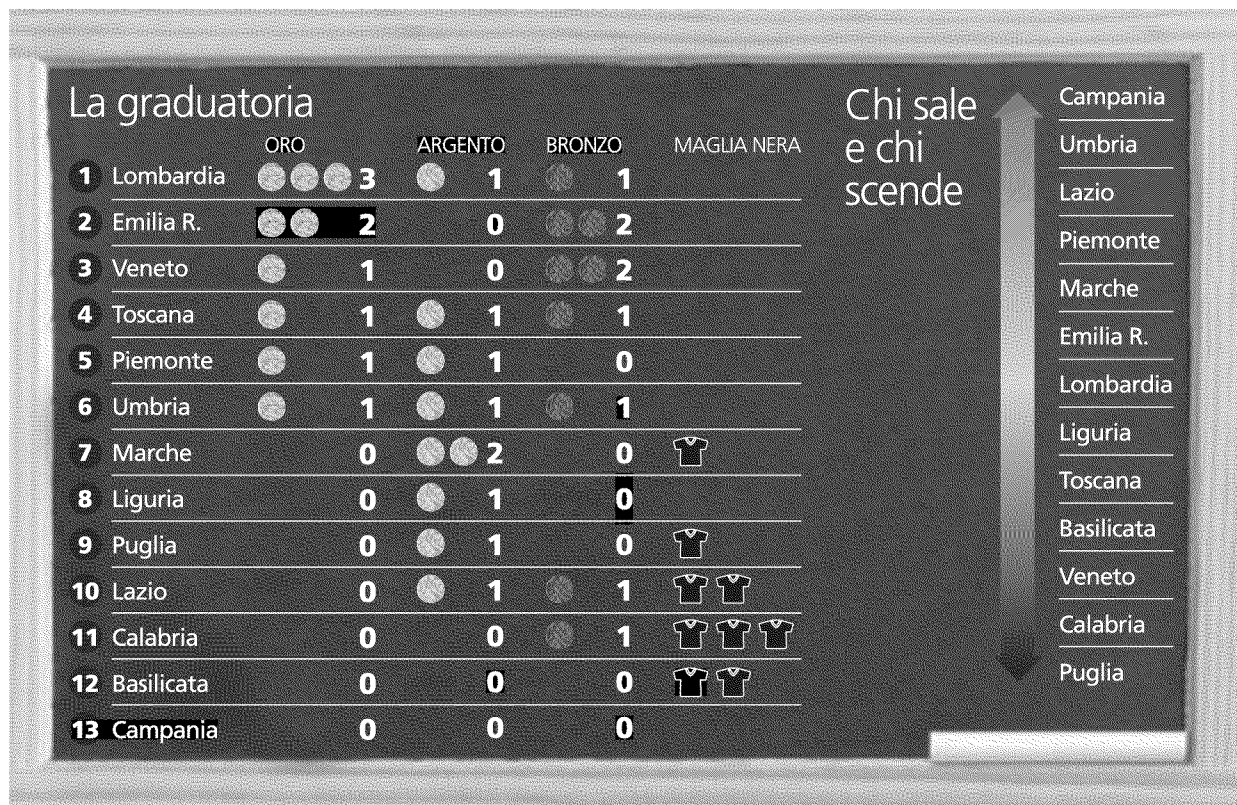 La graduatoria
ORO ARGENTO BRONZO MAGLIA NERA
1 Lombardia 3 1 1
2 Emilia R. 2 0 2
3 Veneto 1 0 2
4 Toscana 1 1 1
5 Piemonte 1 1 0
6 Umbria 1 1 1
7 Marche 0 2 0
8 Liguria 0 1 0
9 Puglia 0 1 0
10 Lazio 0 1 1
11 Calabria 0 0 1
12 Basilicata 0 0 0
13 Campania 0 0 0
Chi sale
e chi
scende
Campania
Umbria
Lazio
Piemonte
Marche
Emilia R.
Lombardia
Liguria
Toscana
Basilicata
Veneto
Calabria
Puglia